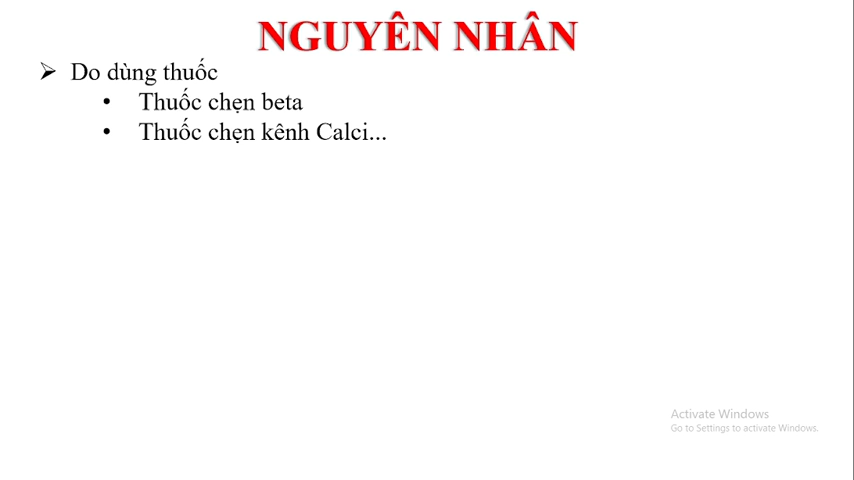 NGUYÊN NHÂN
➢ Do dùng thuốc
• Thuốc chẹn beta
• Thuốc chẹn kênh Calci...
Activate Windows
Go to Settings to activate Windows.